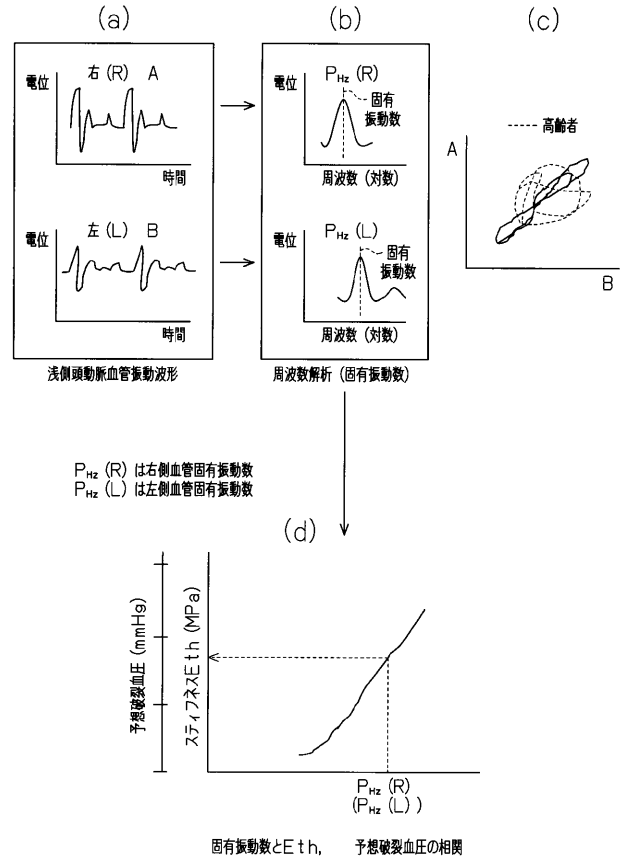 (a)
(b)
(c)
右(R) A
電位
時間
左(L) B
電位
時間
浅側頭動脈血管振動波形
P_Hz(R)
電位
固有
振動数
周波数(対数)
P_Hz(L)
電位
固有
振動数
周波数(対数)
周波数解析(固有振動数)
高齢者
A
B
P_Hz(R)は右側血管固有振動数
P_Hz(L)は左側血管固有振動数
(d)
予想破裂血圧(mmHg)
スティフネスEth(MPa)
P_Hz(R)
(P_Hz(L))
固有振動数とEth, 予想破裂血圧の相関